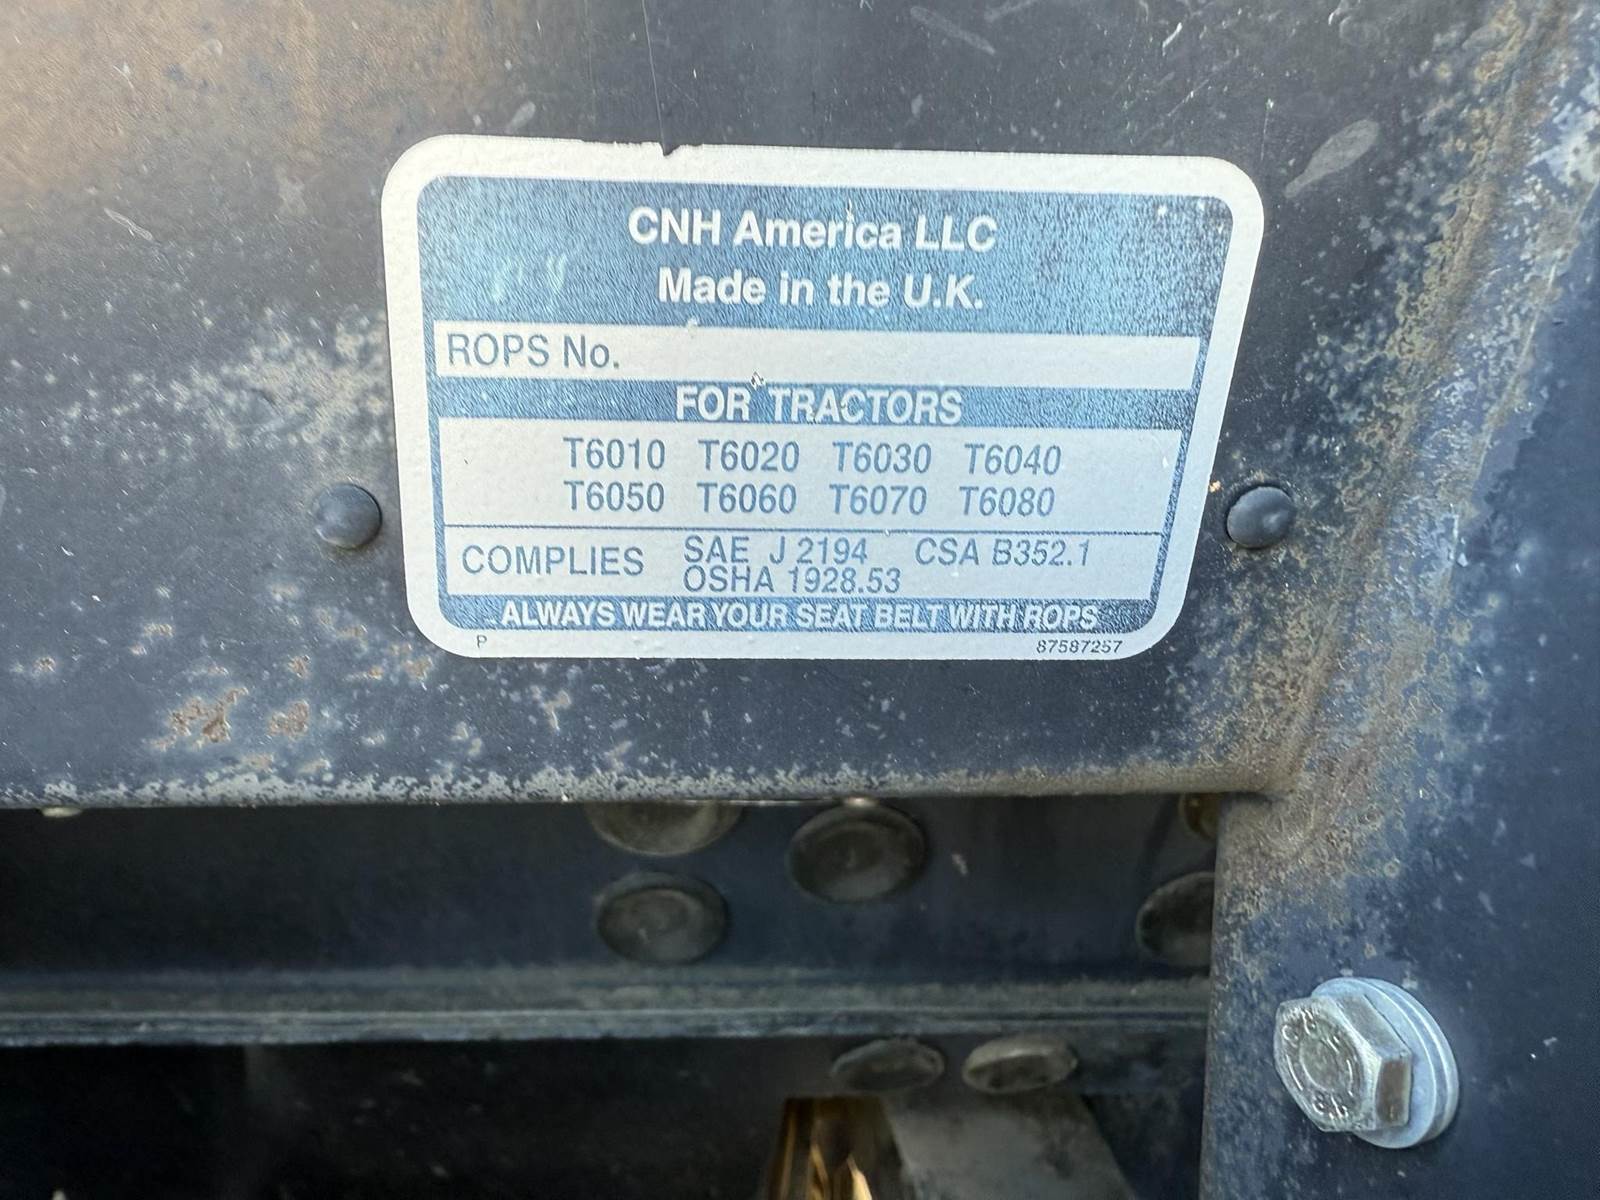 CNH America LLC
Made in the U.K.
ROPS No.
FOR TRACTORS
T6010 T6020 T6030 T6040
T6050 T6060 T6070 T6080
COMPLIES SAE J 2194 CSA B352.1
OSHA 1928.53
ALWAYS WEAR YOUR SEAT BELT WITH ROPS
P 87587257